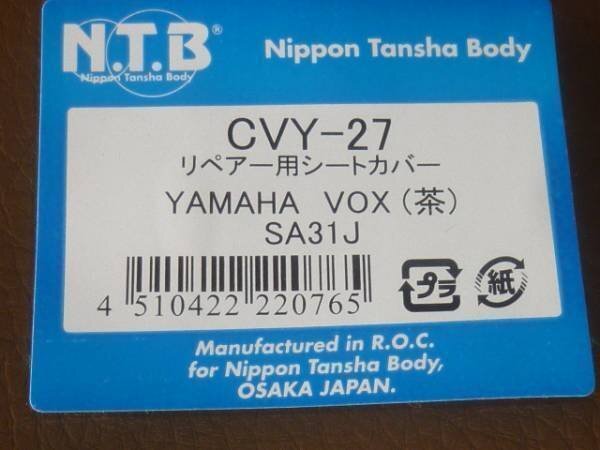 N.T.B®
Nippon Tansha Body
Nippon Tansha Body
CVY-27
リペアー用シートカバー
YAMAHA VOX(茶)
SA31J
4 510422 220765
プラ
紙
Manufactured in R.O.C.
for Nippon Tansha Body,
OSAKA JAPAN.